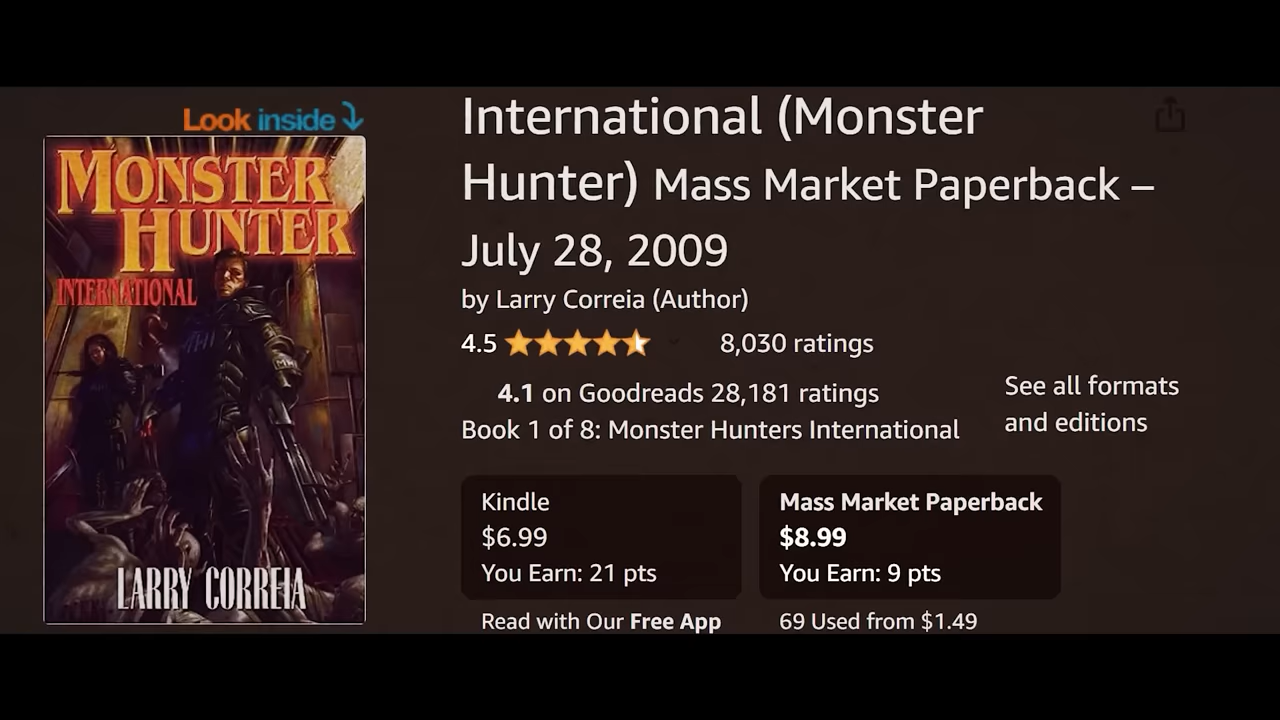 Look inside
MONSTER
HUNTER
INTERNATIONAL
MHI
LARRY CORREIA
International (Monster
Hunter) Mass Market Paperback –
July 28, 2009
by Larry Correia (Author)
4.5 8,030 ratings
4.1 on Goodreads 28,181 ratings
Book 1 of 8: Monster Hunters International
See all formats
and editions
Kindle
$6.99
You Earn: 21 pts
Read with Our Free App
Mass Market Paperback
$8.99
You Earn: 9 pts
69 Used from $1.49